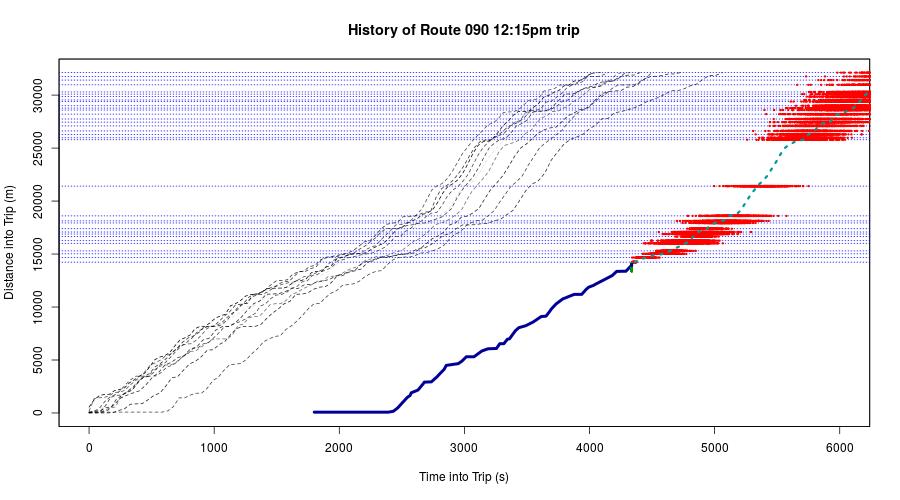 History of Route 090 12:15pm trip
Distance into Trip (m)
30000
25000
20000
15000
10000
5000
0
0 1000 2000 3000 4000 5000 6000
Time into Trip (s)